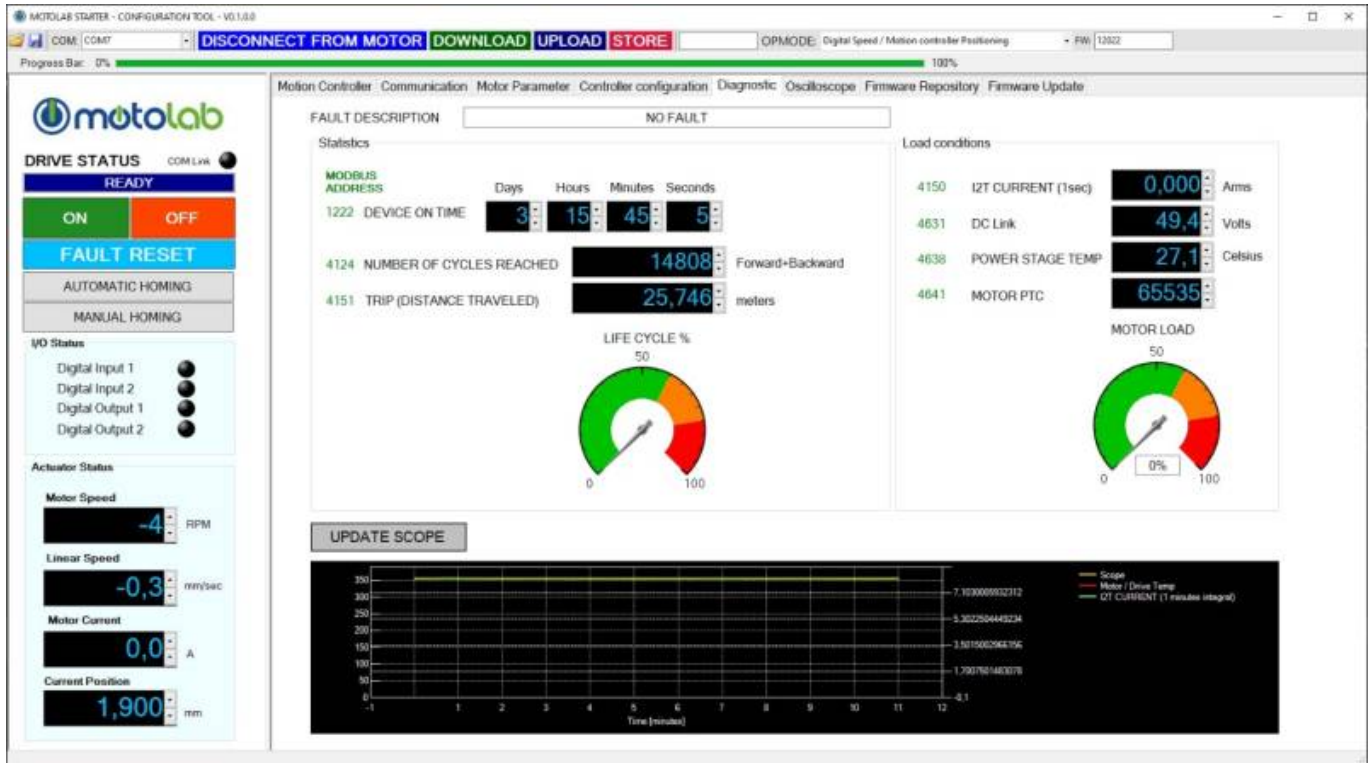 MOTOLAB STARTER - CONFIGURATION TOOL - V0.1.0.0
COM: COM7 DISCONNECT FROM MOTOR DOWNLOAD UPLOAD STORE OPMODE: Digital Speed / Motion controller Positioning FW: 12022
Progress Bar: 0% 100%
Motion Controller Communication Motor Parameter Controller configuration Diagnostic Oscilloscope Firmware Repository Firmware Update
motolab
DRIVE STATUS COM Link
READY
ON OFF
FAULT RESET
AUTOMATIC HOMING
MANUAL HOMING
I/O Status
Digital Input 1
Digital Input 2
Digital Output 1
Digital Output 2
Actuator Status
Motor Speed
-4 RPM
Linear Speed
-0,3 mm/sec
Motor Current
0,0 A
Current Position
1,900 mm
FAULT DESCRIPTION NO FAULT
Statistics
MODBUS
ADDRESS Days Hours Minutes Seconds
1222 DEVICE ON TIME 3 15 45 5
4124 NUMBER OF CYCLES REACHED 14808 Forward+Backward
4151 TRIP (DISTANCE TRAVELED) 25,746 meters
LIFE CYCLE %
50
0 100
Load conditions
4150 I2T CURRENT (1sec) 0,000 Arms
4631 DC Link 49,4 Volts
4638 POWER STAGE TEMP 27,1 Celsius
4641 MOTOR PTC 65535
MOTOR LOAD
50
0% 
0 100
UPDATE SCOPE
350
300
250
200
150
100
50
0
-1 1 2 3 4 5 6 7 8 9 10 11 12
Time [minutes]
7.1030005932312
5.3022504449234
3.5015002966156
1.7007501483078
-0,1
Scope
Motor / Drive Temp
I2T CURRENT (1 minutes integral)